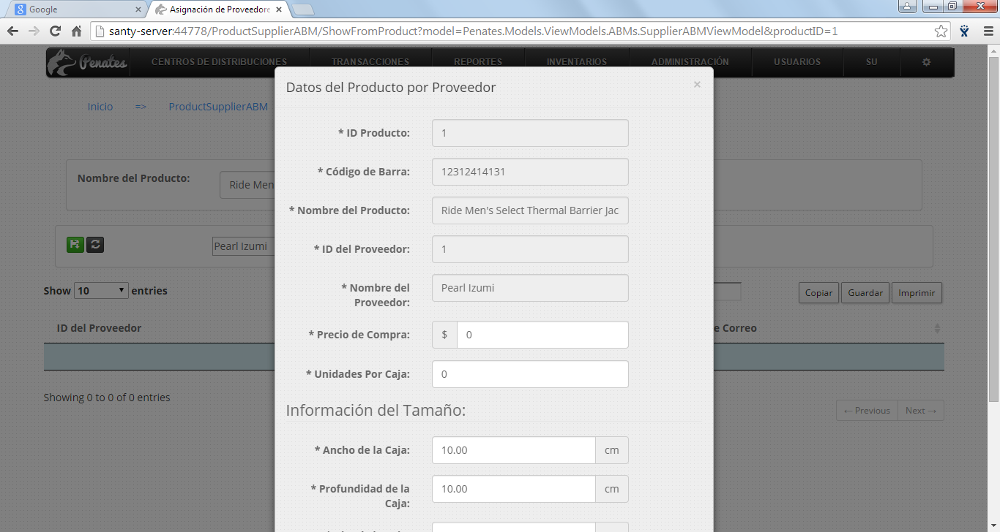 Google
Asignación de Proveedore
santy-server:44778/ProductSupplierABM/ShowFromProduct?model=Penates.Models.ViewModels.ABMs.SupplierABMViewModel&productID=1
Penates CENTROS DE DISTRIBUCIONES TRANSACCIONES REPORTES INVENTARIOS ADMINISTRACIÓN USUARIOS SU
Inicio => ProductSupplierABM
Nombre del Producto: Ride Men
Pearl Izumi
Show 10 entries
Copiar Guardar Imprimir
ID del Proveedor
e Correo
Showing 0 to 0 of 0 entries
← Previous Next →
Datos del Producto por Proveedor ×
* ID Producto: 1
* Código de Barra: 12312414131
* Nombre del Producto: Ride Men's Select Thermal Barrier Jac
* ID del Proveedor: 1
* Nombre del
Proveedor: Pearl Izumi
* Precio de Compra: $ 0
* Unidades Por Caja: 0
Información del Tamaño:
* Ancho de la Caja: 10.00 cm
* Profundidad de la
Caja: 10.00 cm